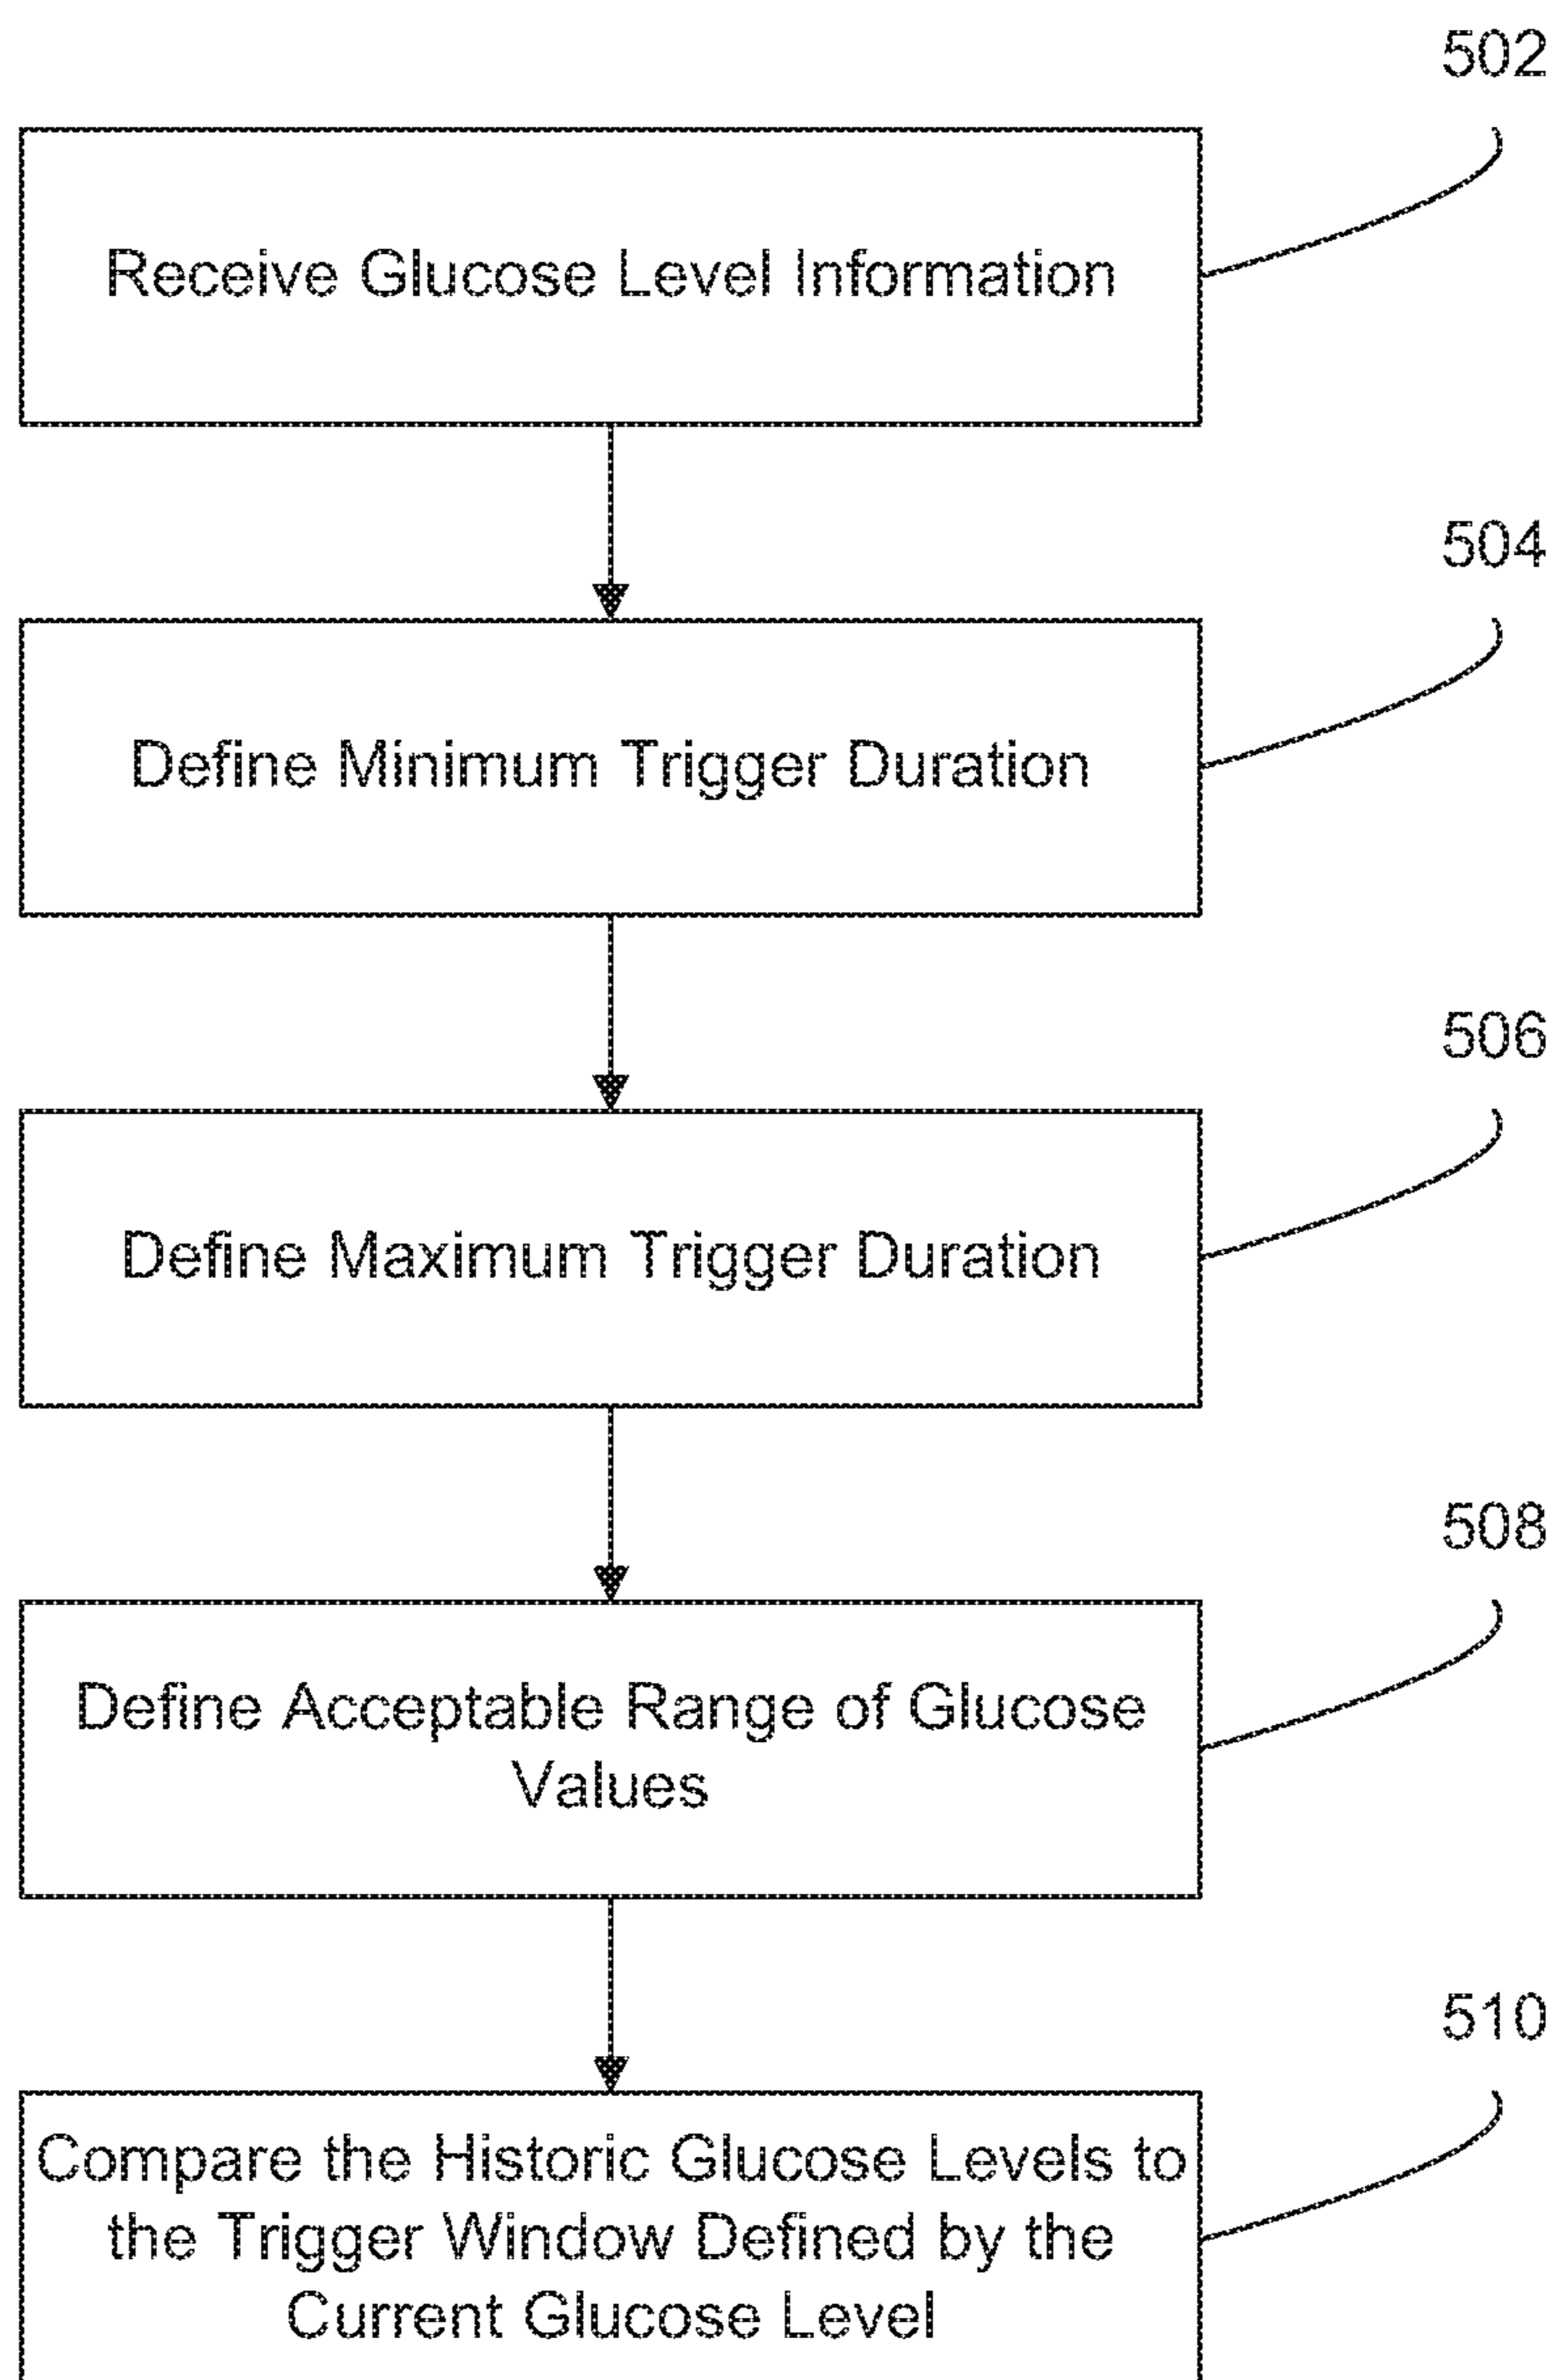 502
Receive Glucose Level Information
504
Define Minimum Trigger Duration
506
Define Maximum Trigger Duration
508
Define Acceptable Range of Glucose
Values
510
Compare the Historic Glucose Levels to
the Trigger Window Defined by the
Current Glucose Level